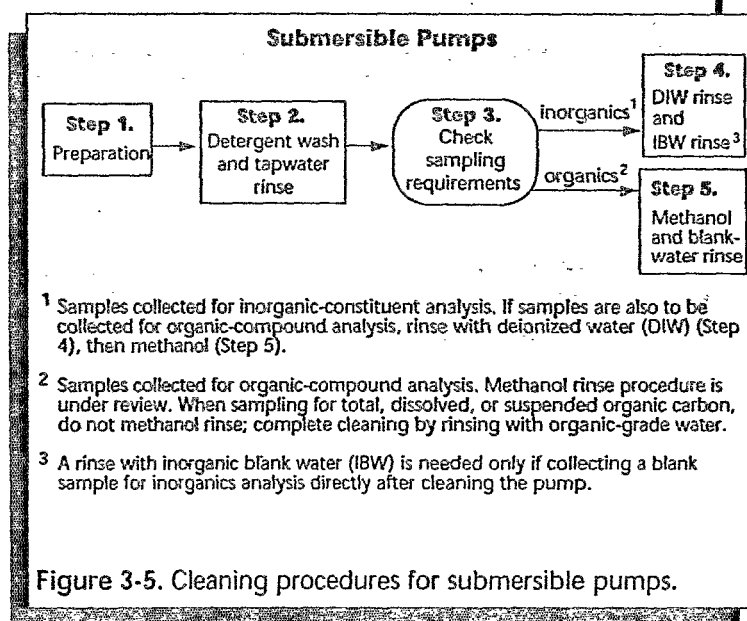 Submersible Pumps
Step 1.
Preparation
Step 2.
Detergent wash
and tapwater
rinse
Step 3.
Check
sampling
requirements
inorganics¹
organics²
Step 4.
DIW rinse
and
IBW rinse³
Step 5.
Methanol
and blank-
water rinse
¹ Samples collected for inorganic-constituent analysis. If samples are also to be
collected for organic-compound analysis, rinse with deionized water (DIW) (Step
4), then methanol (Step 5).
² Samples collected for organic-compound analysis. Methanol rinse procedure is
under review. When sampling for total, dissolved, or suspended organic carbon,
do not methanol rinse; complete cleaning by rinsing with organic-grade water.
³ A rinse with inorganic blank water (IBW) is needed only if collecting a blank
sample for inorganics analysis directly after cleaning the pump.
Figure 3-5. Cleaning procedures for submersible pumps.